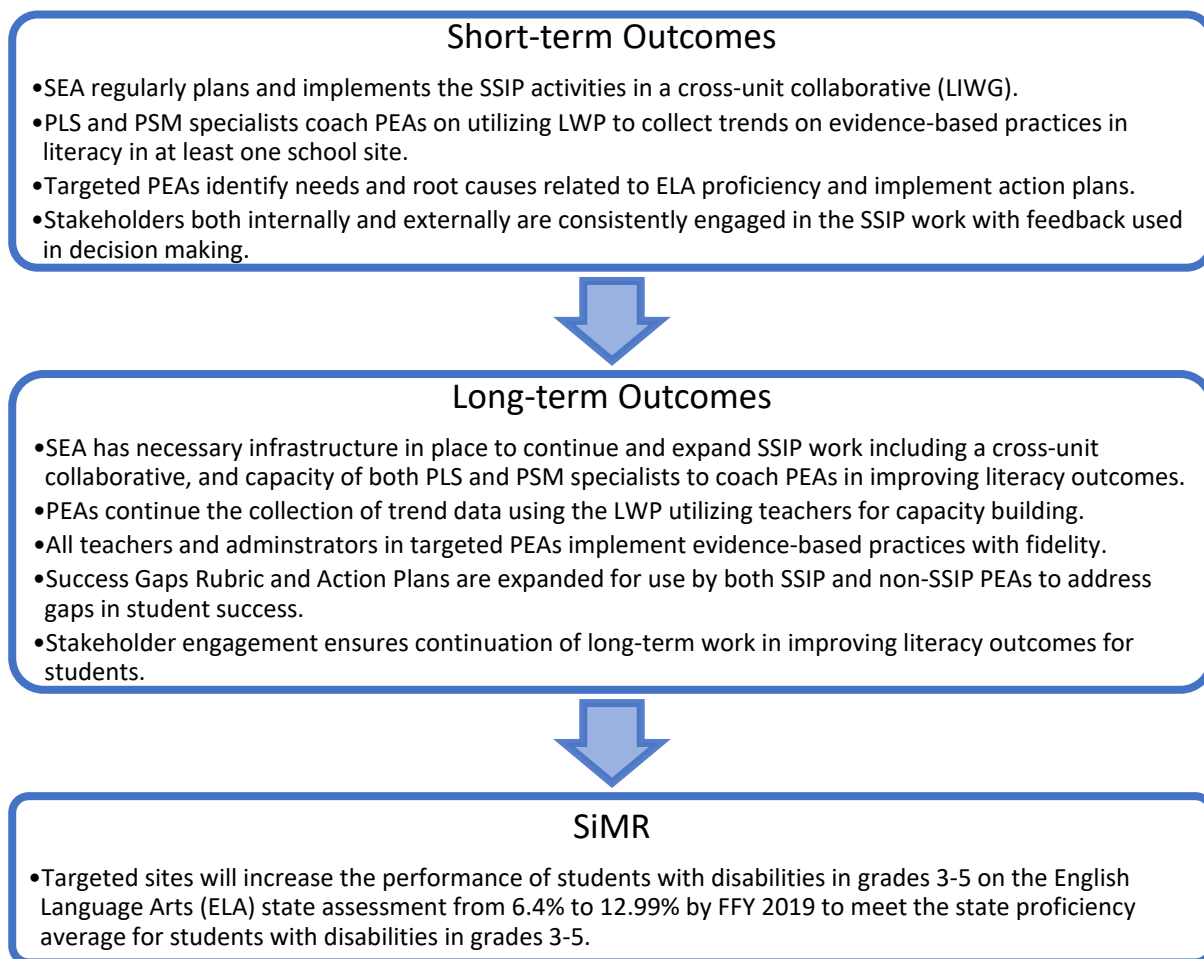 Short-term Outcomes
•SEA regularly plans and implements the SSIP activities in a cross-unit collaborative (LIWG).
•PLS and PSM specialists coach PEAs on utilizing LWP to collect trends on evidence-based practices in
literacy in at least one school site.
•Targeted PEAs identify needs and root causes related to ELA proficiency and implement action plans.
•Stakeholders both internally and externally are consistently engaged in the SSIP work with feedback used
in decision making.
Long-term Outcomes
•SEA has necessary infrastructure in place to continue and expand SSIP work including a cross-unit
collaborative, and capacity of both PLS and PSM specialists to coach PEAs in improving literacy outcomes.
•PEAs continue the collection of trend data using the LWP utilizing teachers for capacity building.
•All teachers and adminstrators in targeted PEAs implement evidence-based practices with fidelity.
•Success Gaps Rubric and Action Plans are expanded for use by both SSIP and non-SSIP PEAs to address
gaps in student success.
•Stakeholder engagement ensures continuation of long-term work in improving literacy outcomes for
students.
SiMR
•Targeted sites will increase the performance of students with disabilities in grades 3-5 on the English
Language Arts (ELA) state assessment from 6.4% to 12.99% by FFY 2019 to meet the state proficiency
average for students with disabilities in grades 3-5.